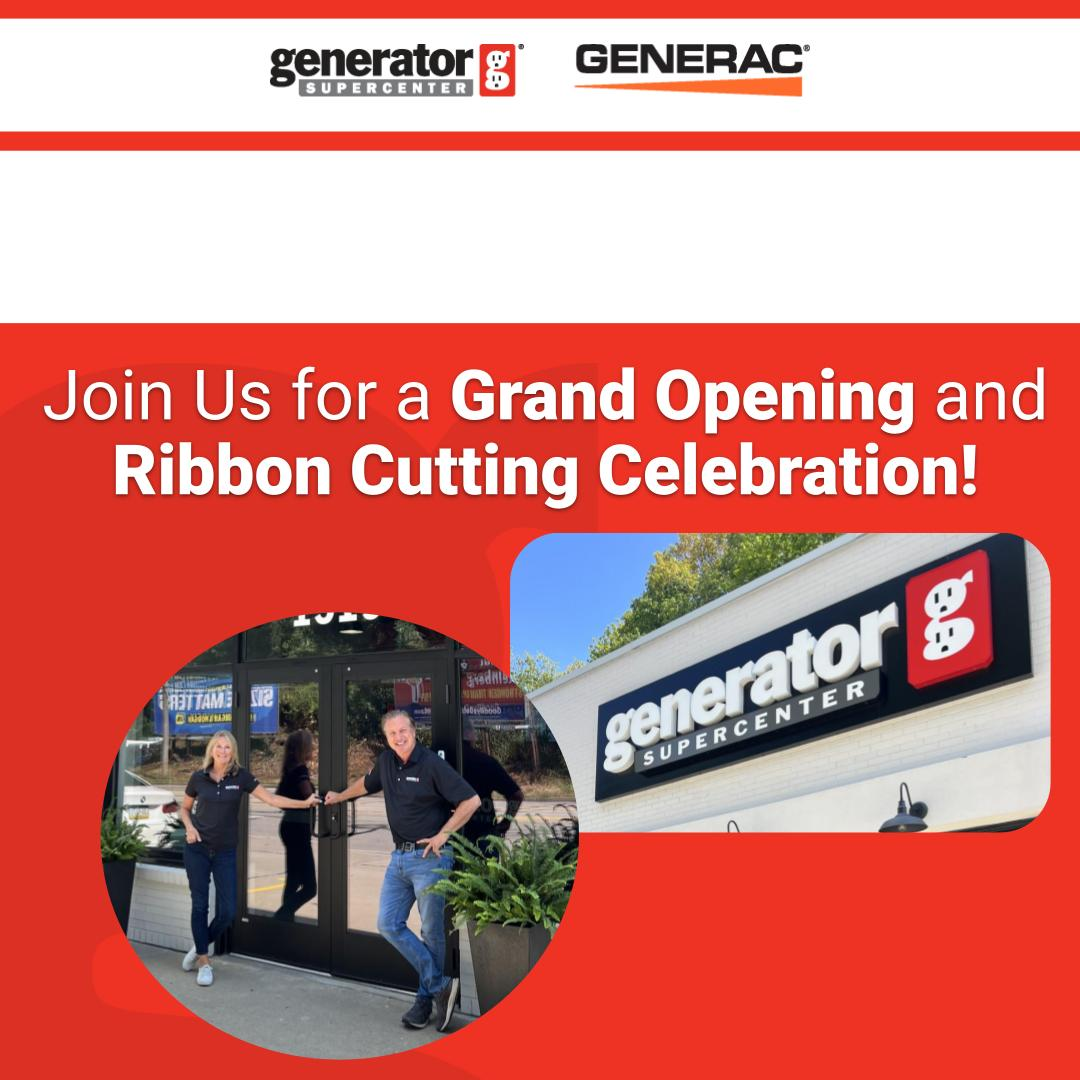 generator g®
SUPERCENTER
GENERAC®
Join Us for a Grand Opening and
Ribbon Cutting Celebration!
generator g
SUPERCENTER